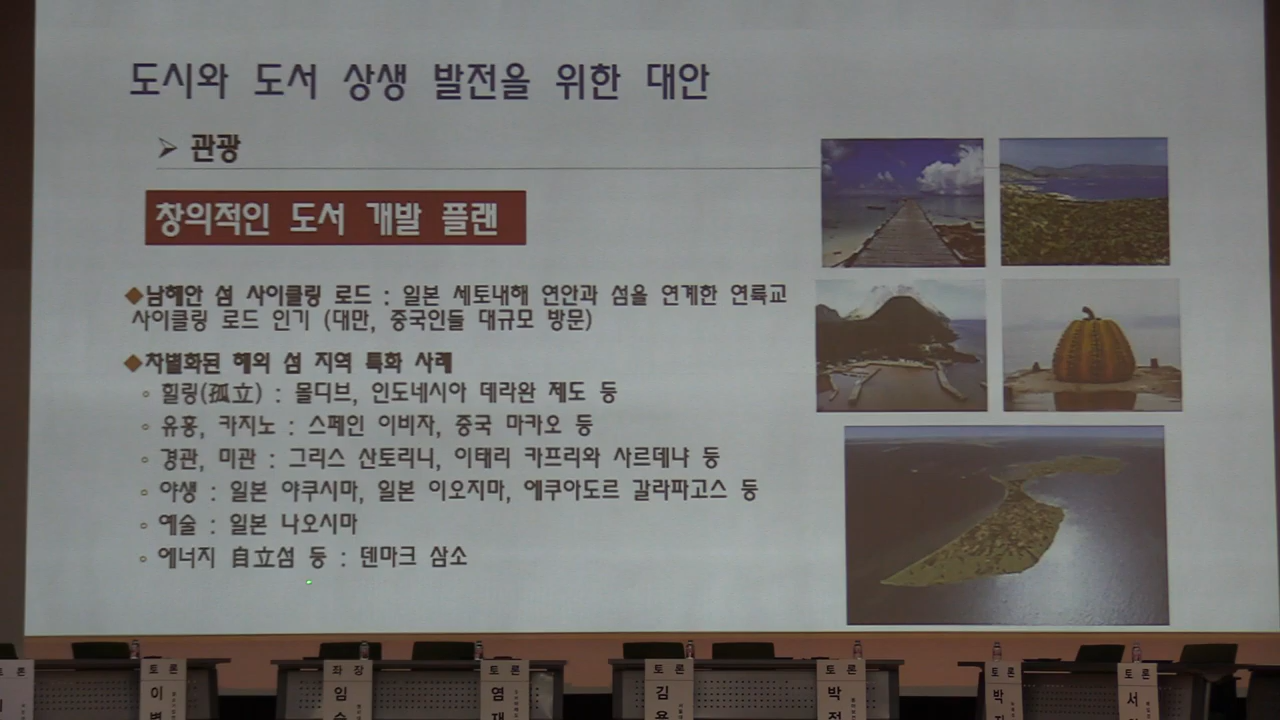 도시와 도서 상생 발전을 위한 대안
➢ 관광
창의적인 도서 개발 플랜
◆남해안 섬 사이클링 로드 : 일본 세토내해 연안과 섬을 연계한 연륙교
사이클링 로드 인기 (대만, 중국인들 대규모 방문)
◆차별화된 해외 섬 지역 특화 사례
◦ 힐링(孤立) : 몰디브, 인도네시아 데라완 제도 등
◦ 유흥, 카지노 : 스페인 이비자, 중국 마카오 등
◦ 경관, 미관 : 그리스 산토리니, 이태리 카프리와 사르데냐 등
◦ 야생 : 일본 야쿠시마, 일본 이오지마, 에쿠아도르 갈라파고스 등
◦ 예술 : 일본 나오시마
◦ 에너지 自立섬 등 : 덴마크 삼소
토론 좌장 토론 토론 토론 토론 토론
이 임 염 김 박 박 서